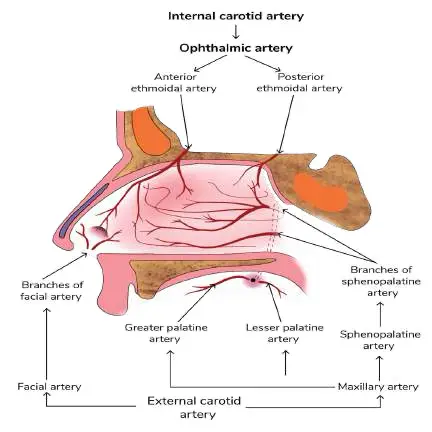 Internal carotid artery
Ophthalmic artery
Anterior
ethmoidal artery
Posterior
ethmoidal artery
Branches of
facial artery
Branches of
sphenopalatine
artery
Greater palatine
artery
Lesser palatine
artery
Sphenopalatine
artery
Facial artery
Maxillary artery
External carotid
artery